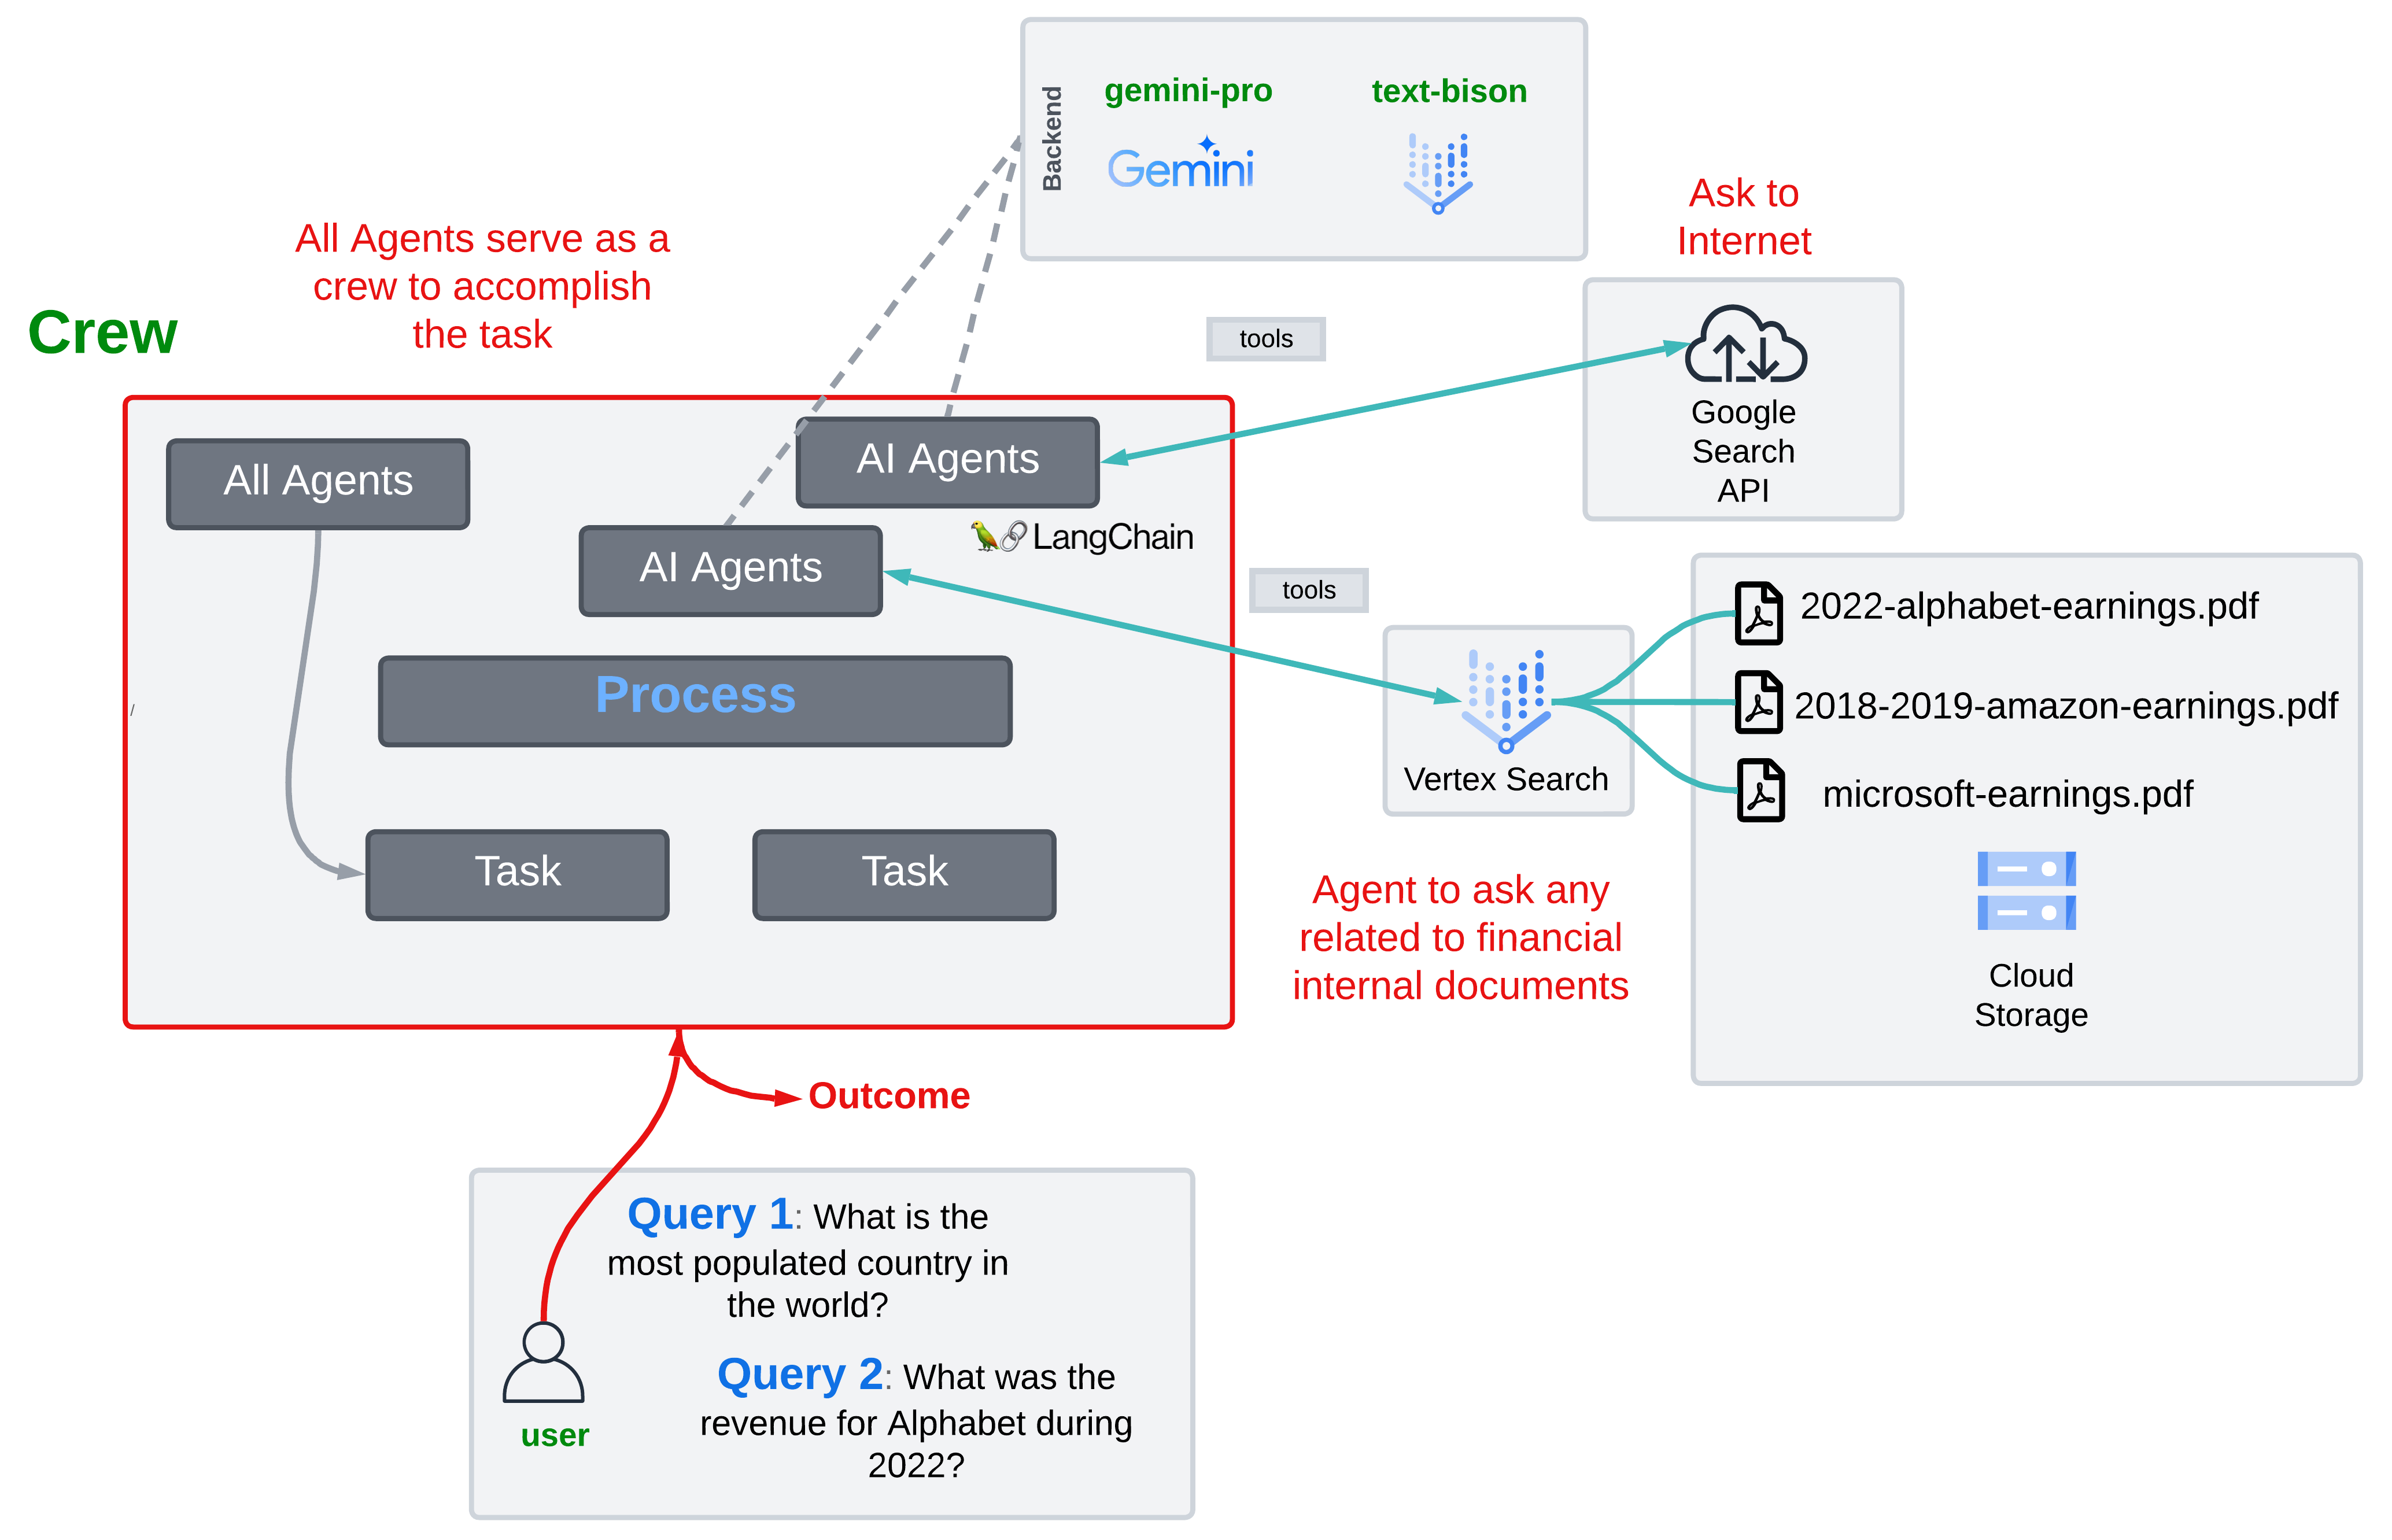 Backend
gemini-pro
text-bison
Gemini
Ask to
Internet
All Agents serve as a
crew to accomplish
the task
Crew
tools
Google
Search
API
All Agents
AI Agents
LangChain
AI Agents
tools
Process
/
Task
Task
Vertex Search
2022-alphabet-earnings.pdf
2018-2019-amazon-earnings.pdf
microsoft-earnings.pdf
Cloud
Storage
Agent to ask any
related to financial
internal documents
Outcome
Query 1: What is the
most populated country in
the world?
Query 2: What was the
revenue for Alphabet during
2022?
user